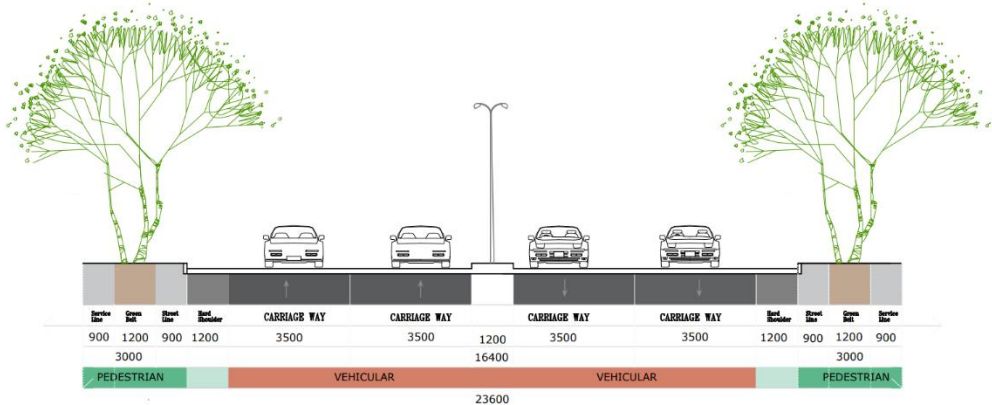 Service Line
Green Belt
Street Line
Hard Shoulder
CARRIAGE WAY
CARRIAGE WAY
CARRIAGE WAY
CARRIAGE WAY
Hard Shoulder
Street Line
Green Belt
Service Line
900 1200 900 1200 3500 3500 1200 3500 3500 1200 900 1200 900
3000 16400 3000
PEDESTRIAN VEHICULAR VEHICULAR PEDESTRIAN
23600